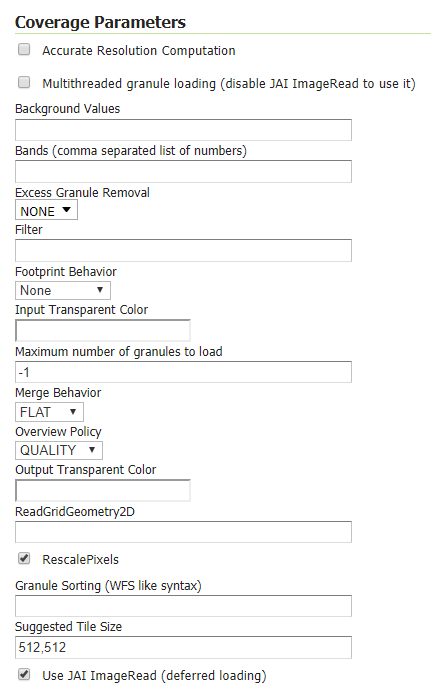 Coverage Parameters
Accurate Resolution Computation
Multithreaded granule loading (disable JAI ImageRead to use it)
Background Values
Bands (comma separated list of numbers)
Excess Granule Removal
NONE
Filter
Footprint Behavior
None
Input Transparent Color
Maximum number of granules to load
-1
Merge Behavior
FLAT
Overview Policy
QUALITY
Output Transparent Color
ReadGridGeometry2D
RescalePixels
Granule Sorting (WFS like syntax)
Suggested Tile Size
512,512
Use JAI ImageRead (deferred loading)